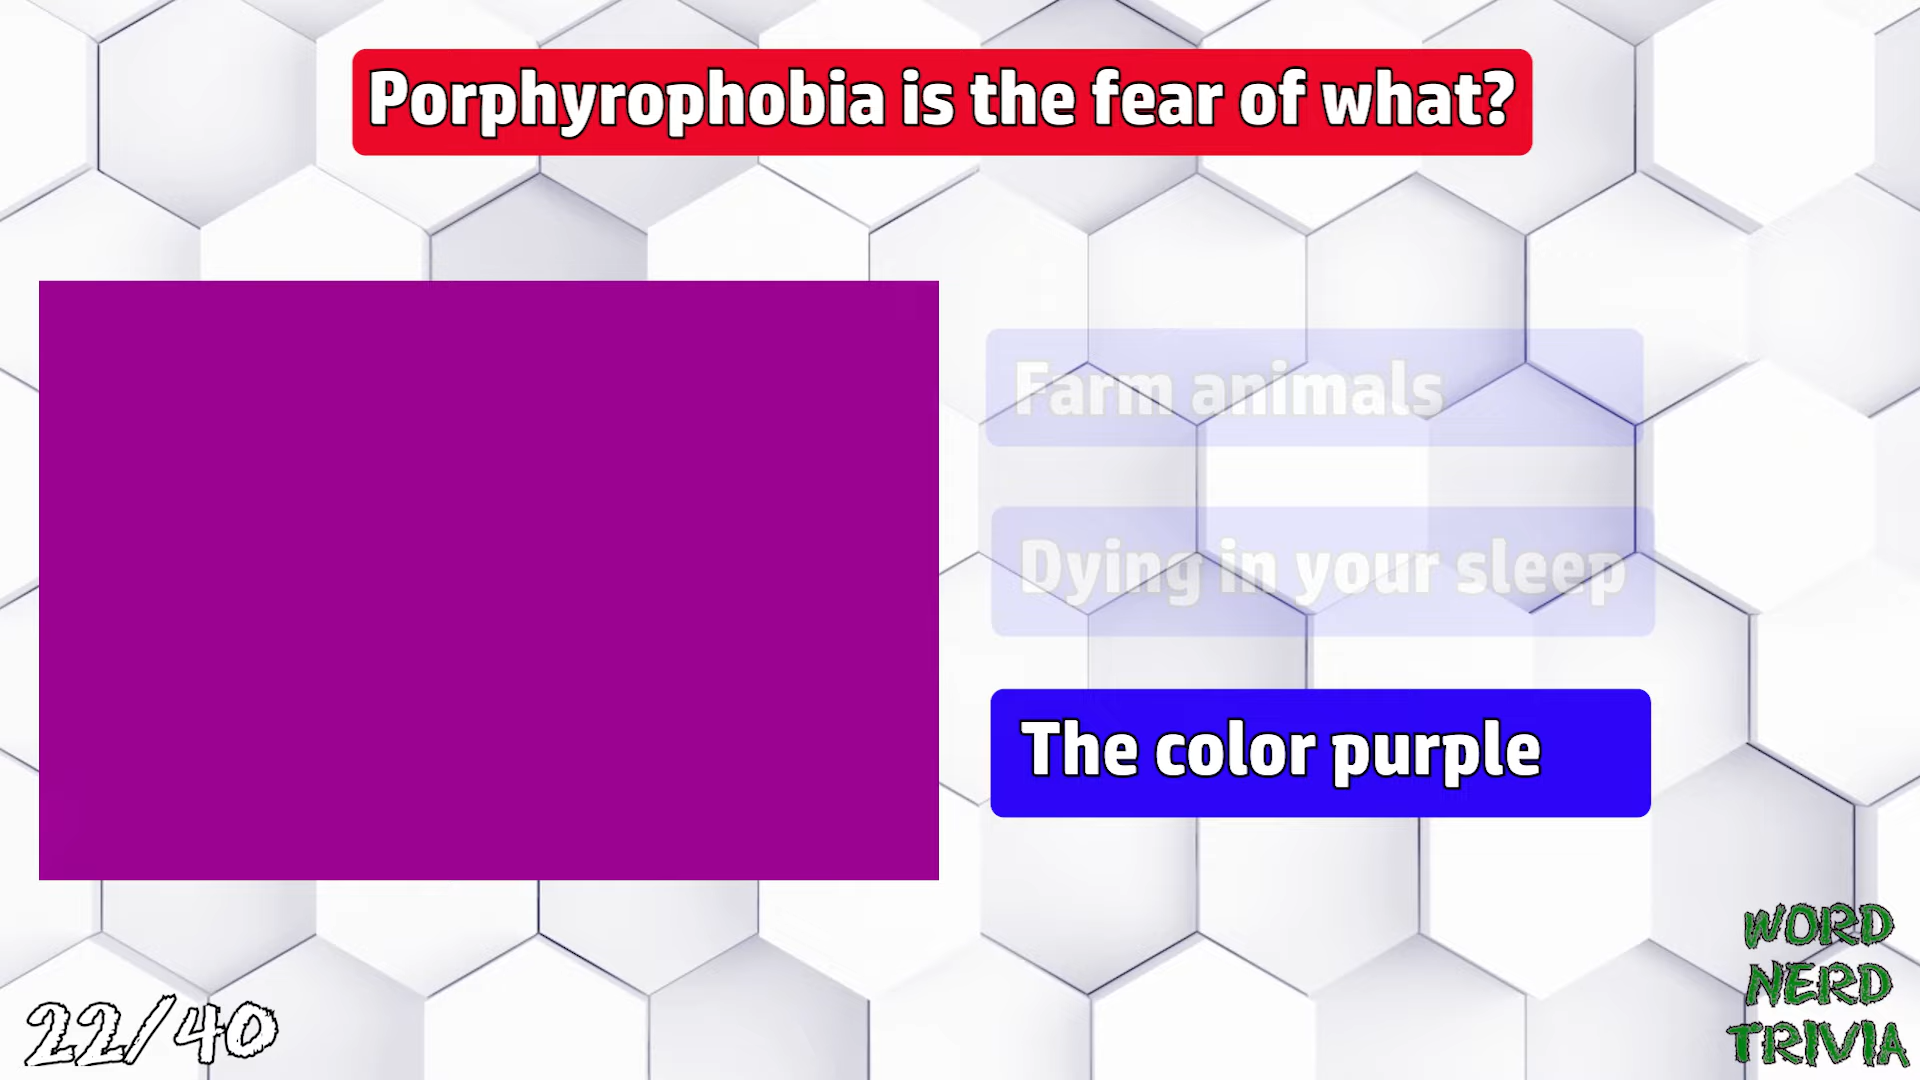 Porphyrophobia is the fear of what?
Farm animals
Dying in your sleep
The color purple
22/40
WORD
NERD
TRIVIA